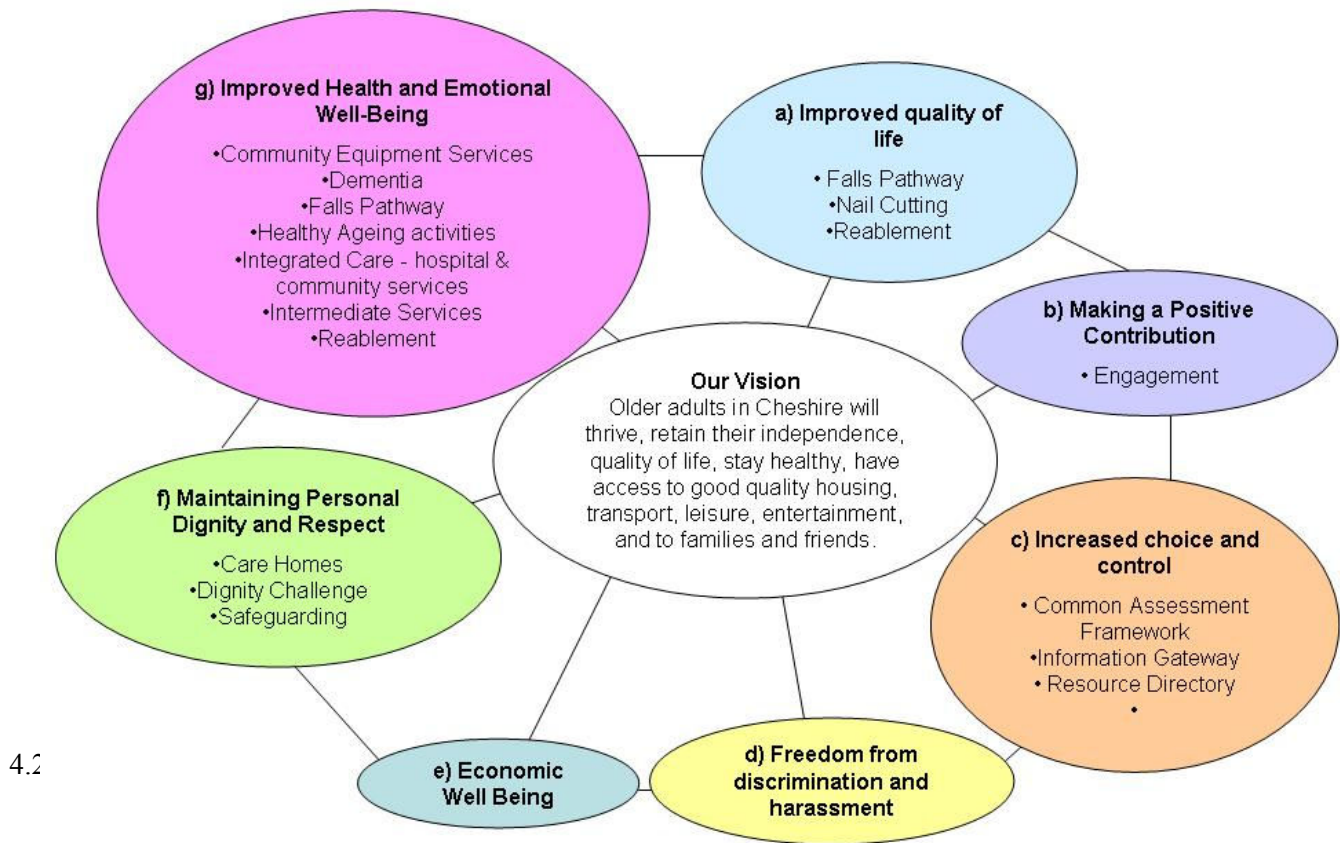 g) Improved Health and Emotional
Well-Being
•Community Equipment Services
•Dementia
•Falls Pathway
•Healthy Ageing activities
•Integrated Care - hospital &
community services
•Intermediate Services
•Reablement
a) Improved quality of
life
• Falls Pathway
•Nail Cutting
•Reablement
b) Making a Positive
Contribution
• Engagement
Our Vision
Older adults in Cheshire will
thrive, retain their independence,
quality of life, stay healthy, have
access to good quality housing,
transport, leisure, entertainment,
and to families and friends.
c) Increased choice and
control
• Common Assessment
Framework
•Information Gateway
• Resource Directory
•
f) Maintaining Personal
Dignity and Respect
•Care Homes
•Dignity Challenge
•Safeguarding
d) Freedom from
discrimination and
harassment
e) Economic
Well Being
4.2